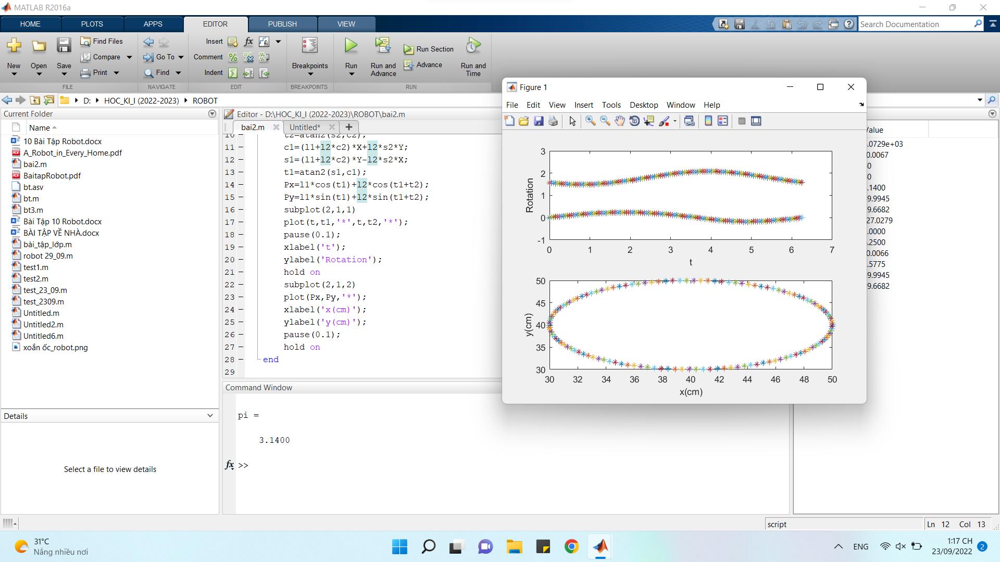 MATLAB R2016a
HOME PLOTS APPS EDITOR PUBLISH VIEW
Search Documentation
New Open Save Find Files Compare Print
Go To Find
Insert Comment Indent
Breakpoints
Run Run and Advance Run Section Advance Run and Time
FILE NAVIGATE EDIT BREAKPOINTS RUN
D: HOC_KI_I (2022-2023) ROBOT
Current Folder
Name
10 Bài Tập Robot.docx
A_Robot_in_Every_Home.pdf
bai2.m
BaitapRobot.pdf
bt.asv
bt.m
bt3.m
Bài Tập 10 Robot.docx
BÀI TẬP VỀ NHÀ.docx
bài_tập_lớp.m
robot 29_09.m
test1.m
test2.m
test_23_09.m
test_2309.m
Untitled.m
Untitled2.m
Untitled6.m
xoắn ốc_robot.png
Details
Select a file to view details
Editor - D:\HOC_KI_I (2022-2023)\ROBOT\bai2.m
bai2.m Untitled*
10 t2=atan2(s2,c2);
11 c1=(l1+l2*c2)*X+l2*s2*Y;
12 s1=(l1+l2*c2)*Y-l2*s2*X;
13 t1=atan2(s1,c1);
14 Px=l1*cos(t1)+l2*cos(t1+t2);
15 Py=l1*sin(t1)+l2*sin(t1+t2);
16 subplot(2,1,1)
17 plot(t,t1,'*',t,t2,'*');
18 pause(0.1);
19 xlabel('t');
20 ylabel('Rotation');
21 hold on
22 subplot(2,1,2)
23 plot(Px,Py,'*');
24 xlabel('x(cm)');
25 ylabel('y(cm)');
26 pause(0.1);
27 hold on
28 end
29
Command Window
pi =
3.1400
fx >>
Figure 1
File Edit View Insert Tools Desktop Window Help
3
2
1
0
-1
Rotation
0 1 2 3 4 5 6 7
t
50
45
40
35
30
y(cm)
30 32 34 36 38 40 42 44 46 48 50
x(cm)
alue
.0729e+03
0.0067
0
0
.1400
9.9945
9.6682
27.0279
.0000
.2500
0.0066
.5775
9.9945
9.6682
script
Ln 12 Col 13
31°C
Nắng nhiều nơi
ENG
1:17 CH
23/09/2022
2